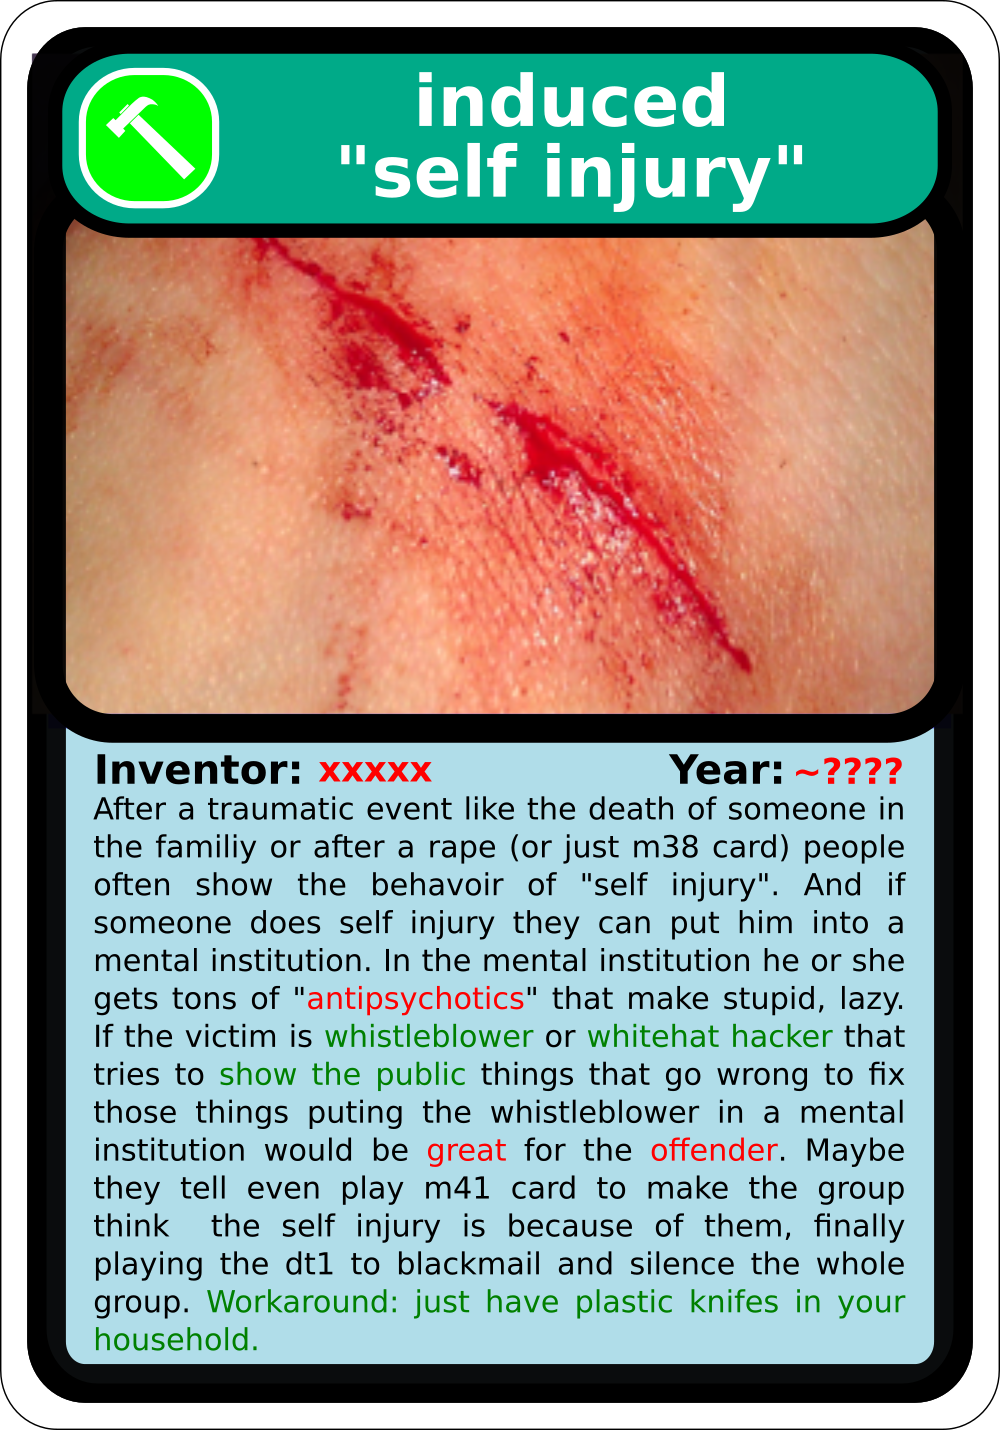 induced
"self injury"
Inventor: xxxxx Year: ~????
After a traumatic event like the death of someone in
the familiy or after a rape (or just m38 card) people
often show the behavoir of "self injury". And if
someone does self injury they can put him into a
mental institution. In the mental institution he or she
gets tons of "antipsychotics" that make stupid, lazy.
If the victim is whistleblower or whitehat hacker that
tries to show the public things that go wrong to fix
those things puting the whistleblower in a mental
institution would be great for the offender. Maybe
they tell even play m41 card to make the group
think the self injury is because of them, finally
playing the dt1 to blackmail and silence the whole
group. Workaround: just have plastic knifes in your
household.